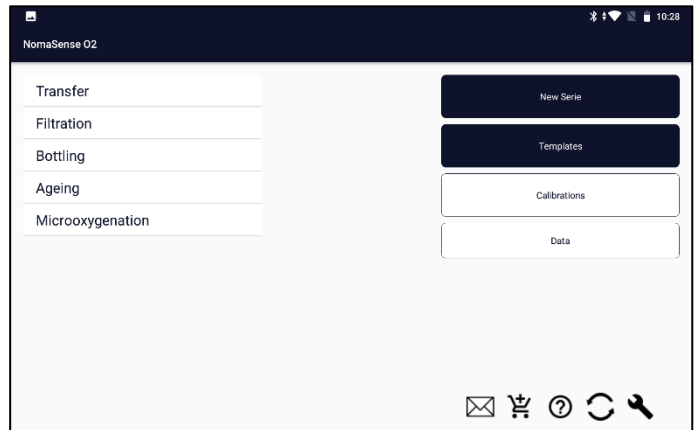 10:28
NomaSense O2
Transfer
Filtration
Bottling
Ageing
Microoxygenation
New Serie
Templates
Calibrations
Data